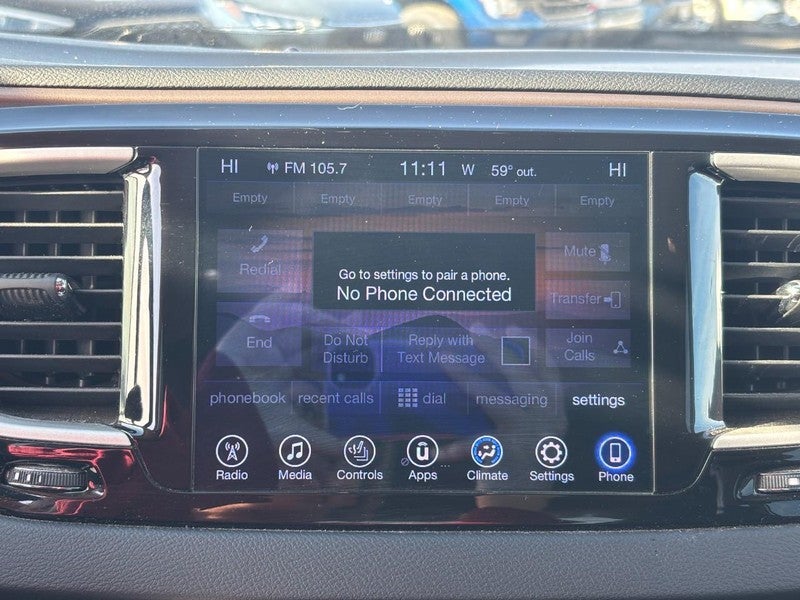 HI FM 105.7 11:11 W 59° out. HI
Empty Empty Empty Empty Empty
Redial
Go to settings to pair a phone.
No Phone Connected
Mute
Transfer
End
Do Not
Disturb
Reply with
Text Message
Join
Calls
phonebook recent calls dial messaging settings
Radio Media Controls Apps Climate Settings Phone